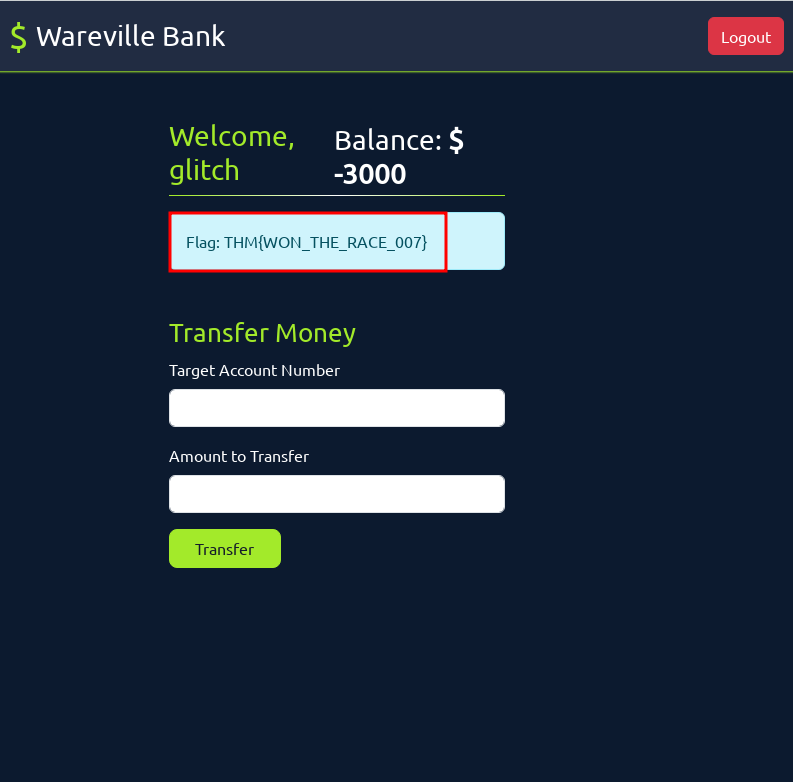 $ Wareville Bank
Logout
Welcome,
glitch
Balance: $
-3000
Flag: THM{WON_THE_RACE_007}
Transfer Money
Target Account Number
Amount to Transfer
Transfer